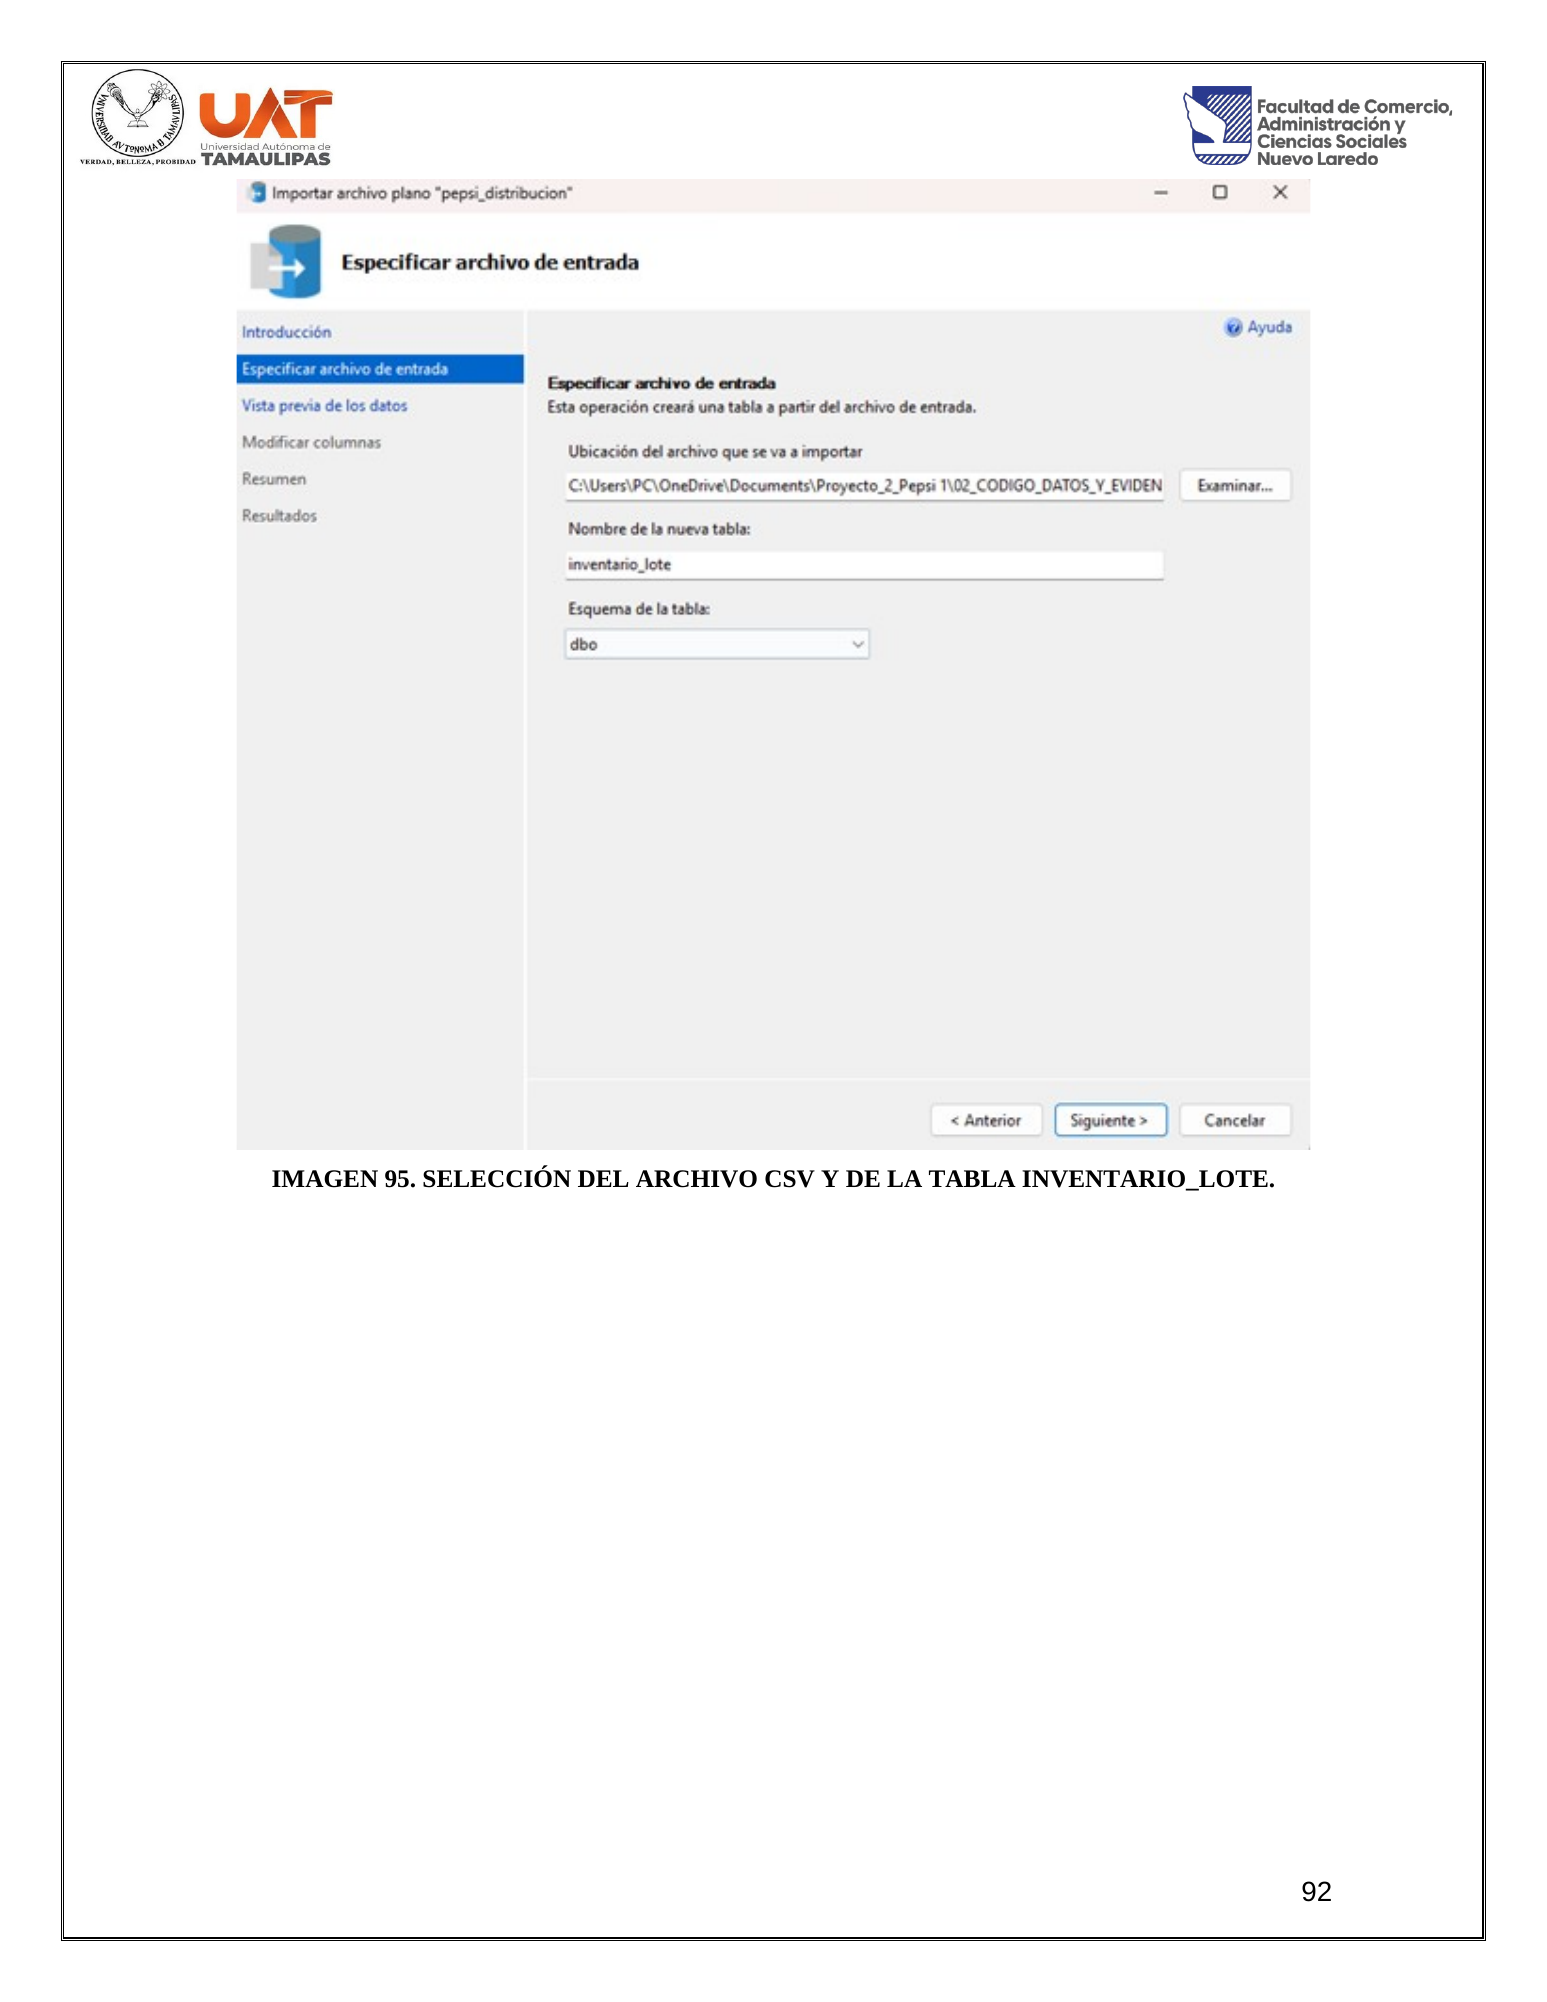 UNIVERSIDAD AVTONOMA D TAMAVLIPAS
VERDAD, BELLEZA, PROBIDAD
UAT
Universidad Autónoma de
TAMAULIPAS
Facultad de Comercio,
Administración y
Ciencias Sociales
Nuevo Laredo
Importar archivo plano "pepsi_distribucion"
Especificar archivo de entrada
Introducción
Especificar archivo de entrada
Vista previa de los datos
Modificar columnas
Resumen
Resultados
Ayuda
Especificar archivo de entrada
Esta operación creará una tabla a partir del archivo de entrada.
Ubicación del archivo que se va a importar
C:\Users\PC\OneDrive\Documents\Proyecto_2_Pepsi 1\02_CODIGO_DATOS_Y_EVIDEN
Examinar...
Nombre de la nueva tabla:
inventario_lote
Esquema de la tabla:
dbo
< Anterior
Siguiente >
Cancelar
IMAGEN 95. SELECCIÓN DEL ARCHIVO CSV Y DE LA TABLA INVENTARIO_LOTE.
92